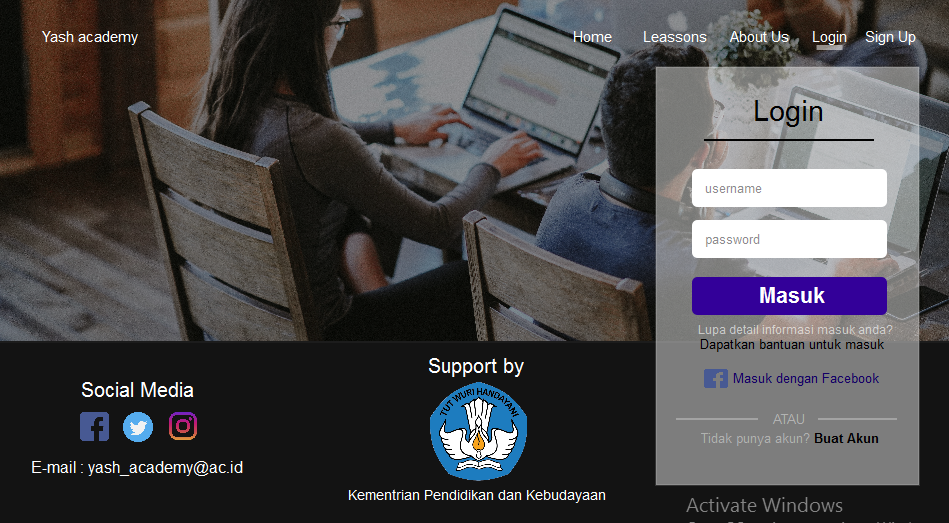 Yash academy
Home Leassons About Us Login Sign Up
Login
username
password
Masuk
Lupa detail informasi masuk anda?
Dapatkan bantuan untuk masuk
Masuk dengan Facebook
ATAU
Tidak punya akun? Buat Akun
Social Media
E-mail : yash_academy@ac.id
Support by
TUT WURI HANDAYANI
Kementrian Pendidikan dan Kebudayaan
Activate Windows